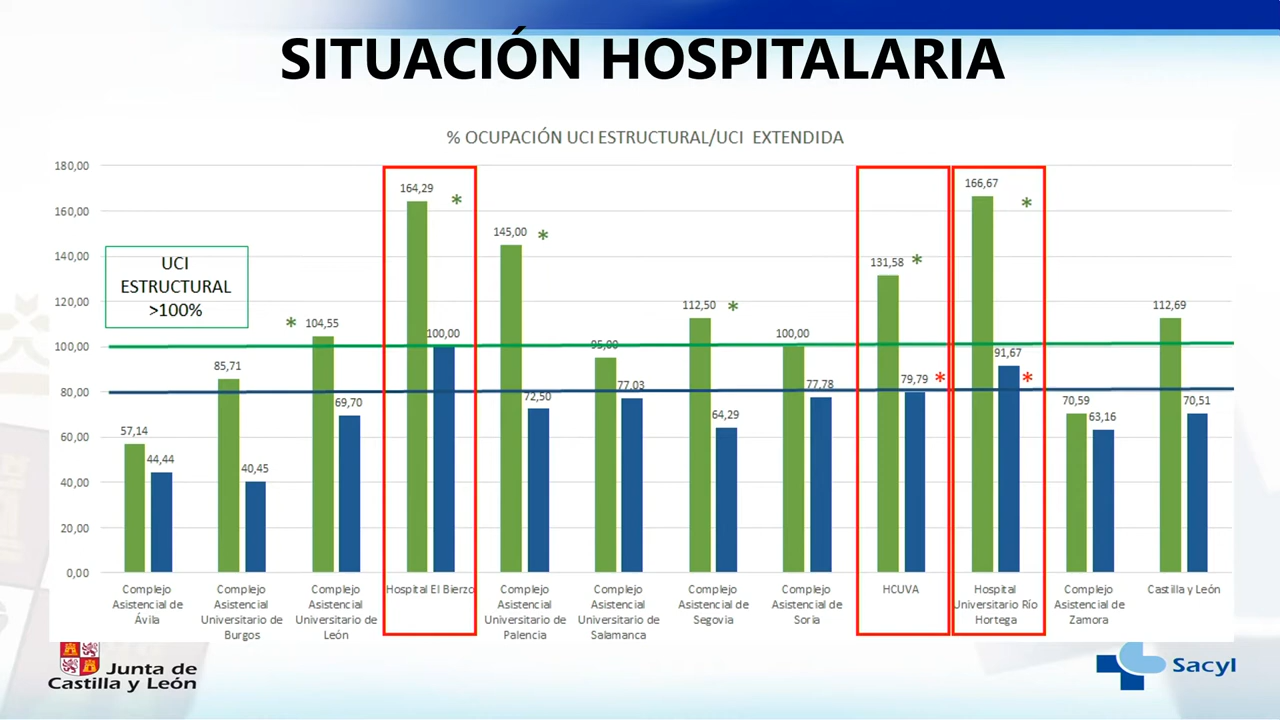 SITUACIÓN HOSPITALARIA
% OCUPACIÓN UCI ESTRUCTURAL/UCI EXTENDIDA
180,00
160,00
140,00
120,00
100,00
80,00
60,00
40,00
20,00
0,00
UCI
ESTRUCTURAL
>100%
57,14
44,44
85,71
40,45
*
104,55
69,70
164,29
*
100,00
145,00
*
72,50
95,00
77,03
112,50
*
64,29
100,00
77,78
131,58
*
79,79
*
166,67
*
91,67
*
70,59
63,16
112,69
70,51
Complejo
Asistencial de
Ávila
Complejo
Asistencial
Universitario de
Burgos
Complejo
Asistencial
Universitario de
León
Hospital El Bierzo
Complejo
Asistencial
Universitario de
Palencia
Complejo
Asistencial
Universitario de
Salamanca
Complejo
Asistencial de
Segovia
Complejo
Asistencial de
Soria
HCUVA
Hospital
Universitario Río
Hortega
Complejo
Asistencial de
Zamora
Castilla y León
Junta de
Castilla y León
Sacyl